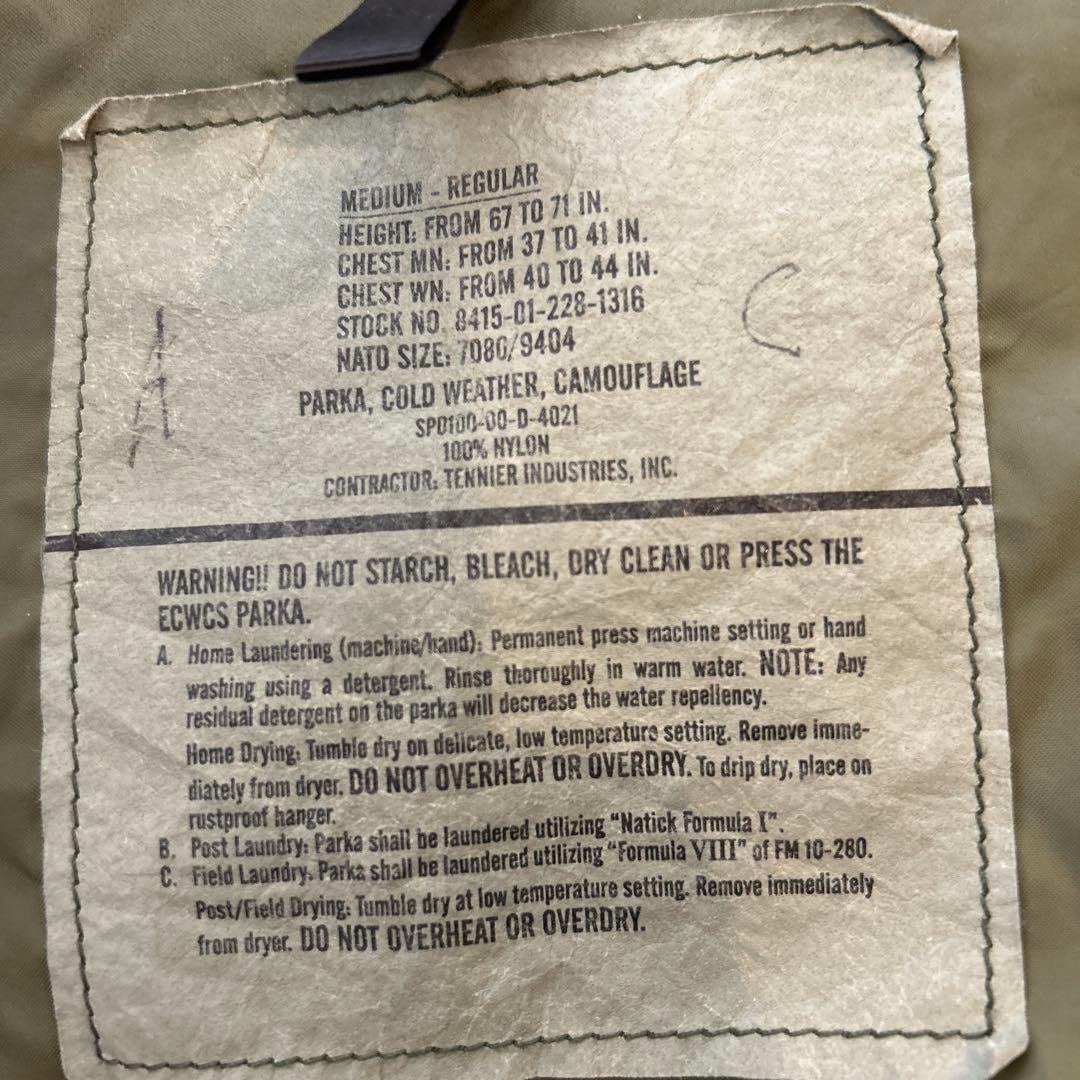 MEDIUM - REGULAR
HEIGHT: FROM 67 TO 71 IN.
CHEST MN: FROM 37 TO 41 IN.
CHEST WN: FROM 40 TO 44 IN.
STOCK NO. 8415-01-228-1316
NATO SIZE: 7080/9404
PARKA, COLD WEATHER, CAMOUFLAGE
SPO100-00-D-4021
100% NYLON
CONTRACTOR: TENNIER INDUSTRIES, INC.
A
C
WARNING!! DO NOT STARCH, BLEACH, DRY CLEAN OR PRESS THE
ECWCS PARKA.
A. Home Laundering (machine/hand): Permanent press machine setting or hand
washing using a detergent. Rinse thoroughly in warm water. NOTE: Any
residual detergent on the parka will decrease the water repellency.
Home Drying: Tumble dry on delicate, low temperature setting. Remove imme-
diately from dryer. DO NOT OVERHEAT OR OVERDRY. To drip dry, place on
rustproof hanger.
B. Post Laundry: Parka shall be laundered utilizing "Natick Formula I".
C. Field Laundry. Parka shall be laundered utilizing "Formula VIII" of FM 10-280.
Post/Field Drying: Tumble dry at low temperature setting. Remove immediately
from dryer. DO NOT OVERHEAT OR OVERDRY.